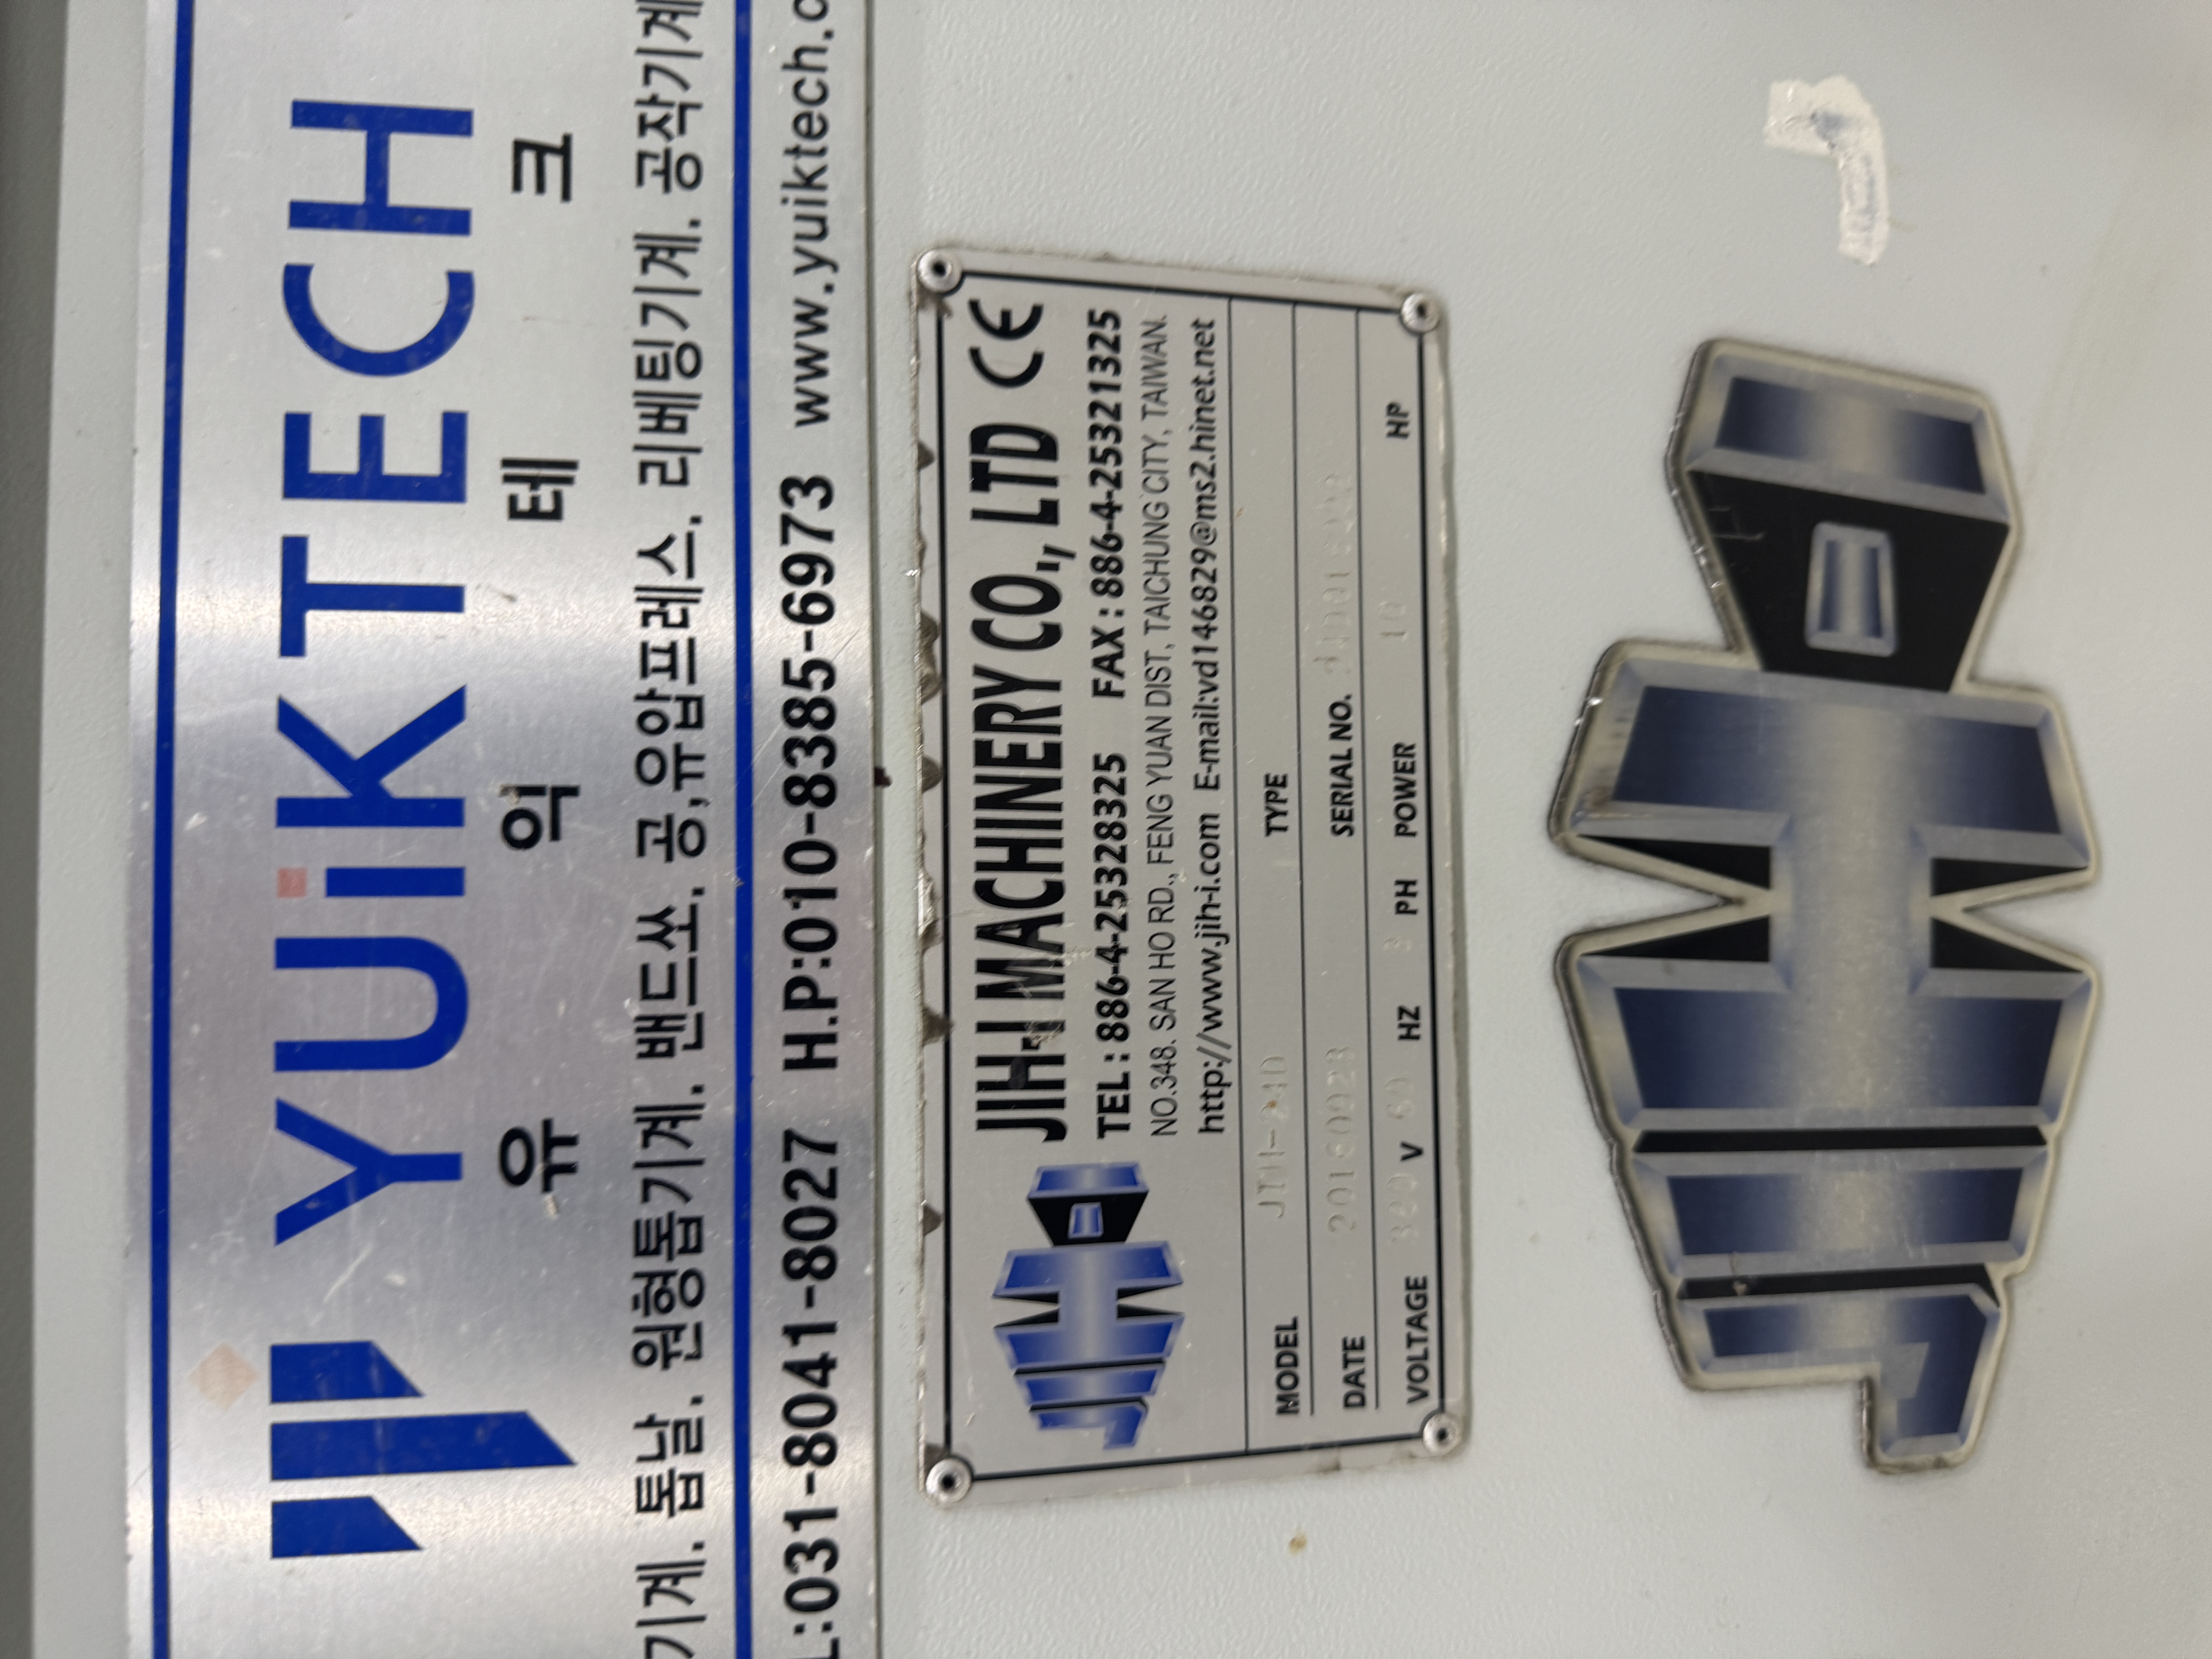 YUiKTECH
유 익 테 크
기계. 톱날. 원형톱기계. 밴드쏘. 공,유압프레스. 리베팅기계. 공작기계
L:031-8041-8027 H.P:010-8385-6973 www.yuiktech.c
JIH-I MACHINERY CO., LTD CE
TEL : 886-4-25328325 FAX : 886-4-25321325
NO.348. SAN HO RD., FENG YUAN DIST, TAICHUNG CITY, TAIWAN.
http://www.jih-i.com E-mail:vd146829@ms2.hinet.net
MODEL TYPE
DATE SERIAL NO.
VOLTAGE V 60 HZ 3 PH POWER 10 HP